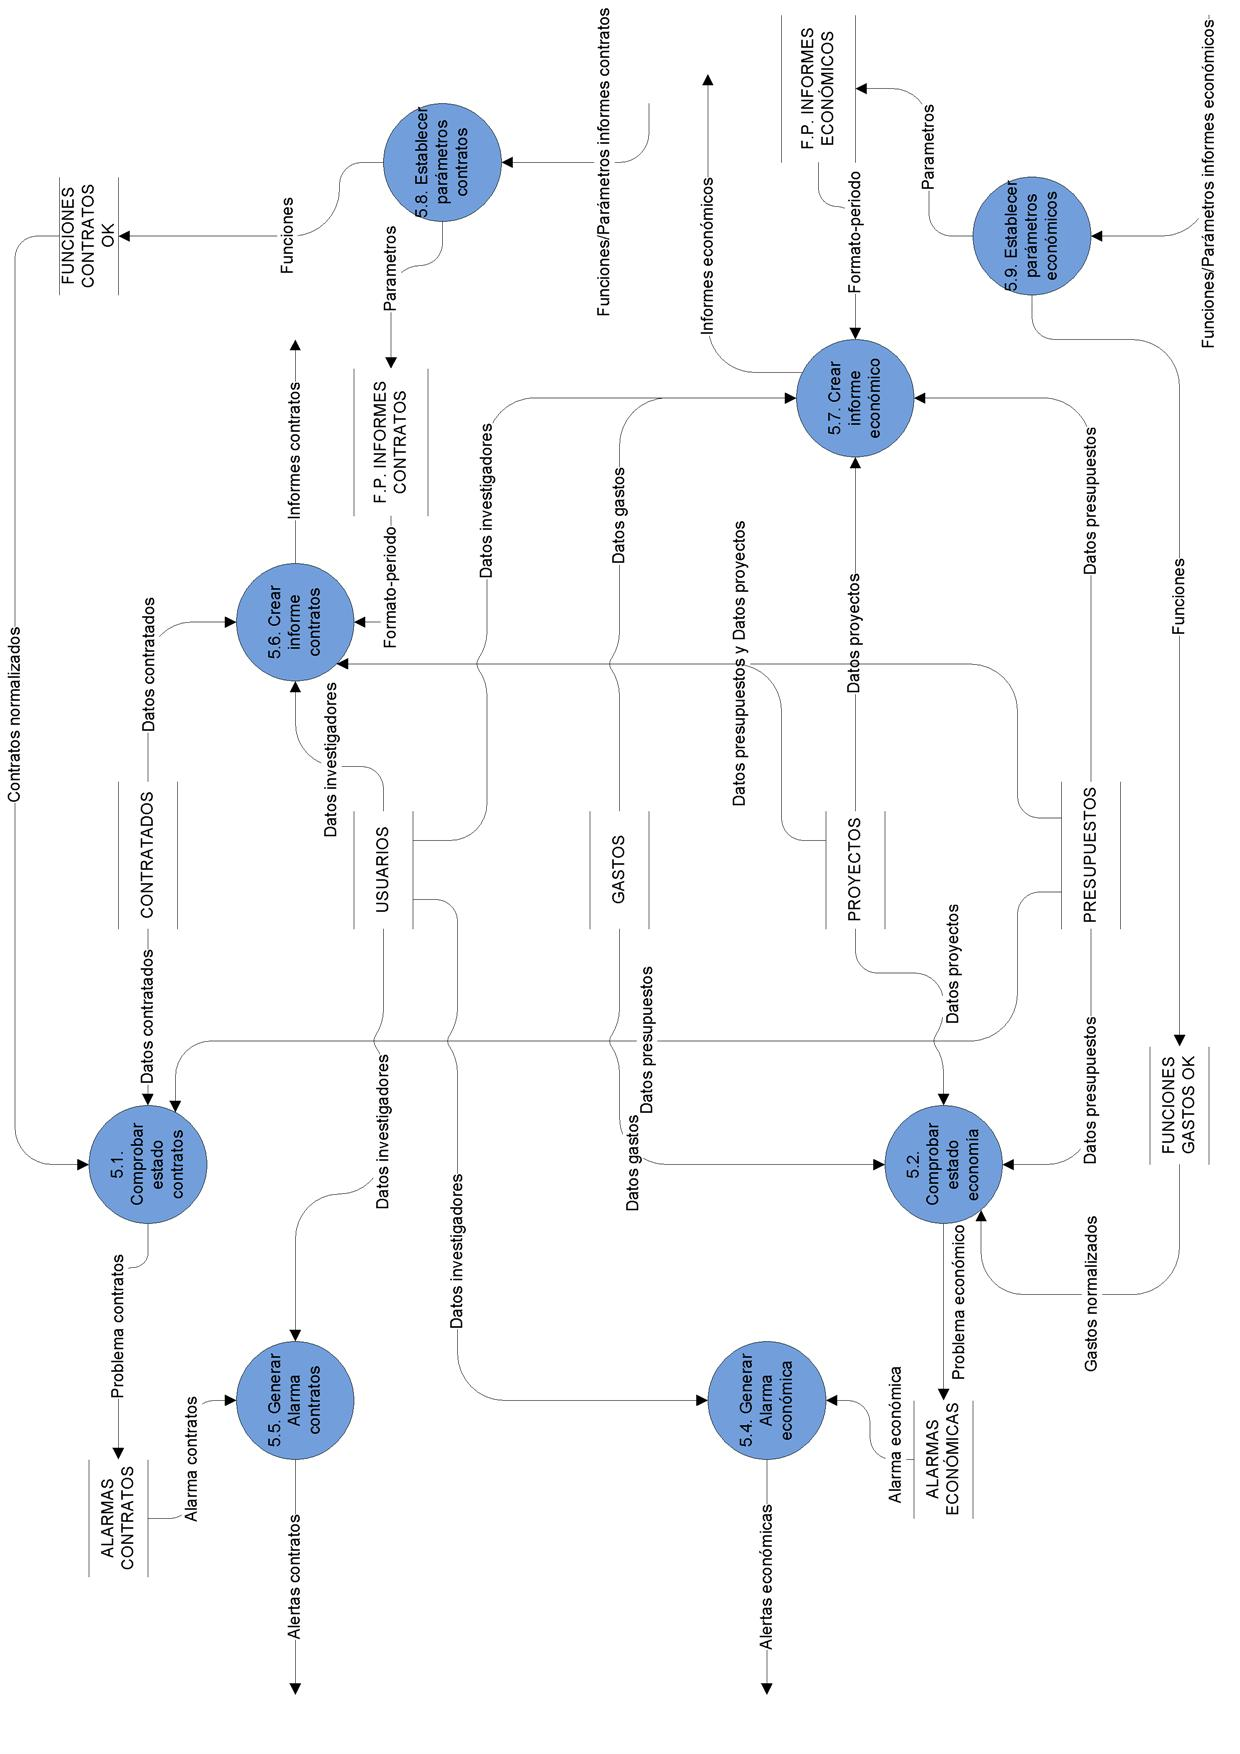 Contratos normalizados
FUNCIONES
CONTRATOS
OK
Funciones
5.8. Establecer
parámetros
contratos
Parametros
Funciones/Parámetros informes contratos
F.P. INFORMES
CONTRATOS
Formato-periodo
Informes contratos
5.6. Crear
informe
contratos
Datos contratados
CONTRATADOS
Datos contratados
5.1.
Comprobar
estado
contratos
Problema contratos
ALARMAS
CONTRATOS
Alarma contratos
5.5. Generar
Alarma
contratos
Alertas contratos
Datos investigadores
USUARIOS
Datos investigadores
Datos investigadores
Datos investigadores
Datos gastos
GASTOS
Datos gastos
Datos presupuestos
Informes económicos
F.P. INFORMES
ECONÓMICOS
Formato-periodo
Parametros
5.9. Establecer
parámetros
económicos
Funciones/Parámetros informes económicos
5.7. Crear
informe
económico
Datos presupuestos y Datos proyectos
Datos proyectos
PROYECTOS
Datos proyectos
5.4. Generar
Alarma
económica
Alertas económicas
Alarma económica
ALARMAS
ECONÓMICAS
Problema económico
5.2.
Comprobar
estado
economia
Datos presupuestos
PRESUPUESTOS
Datos presupuestos
Funciones
FUNCIONES
GASTOS OK
Gastos normalizados